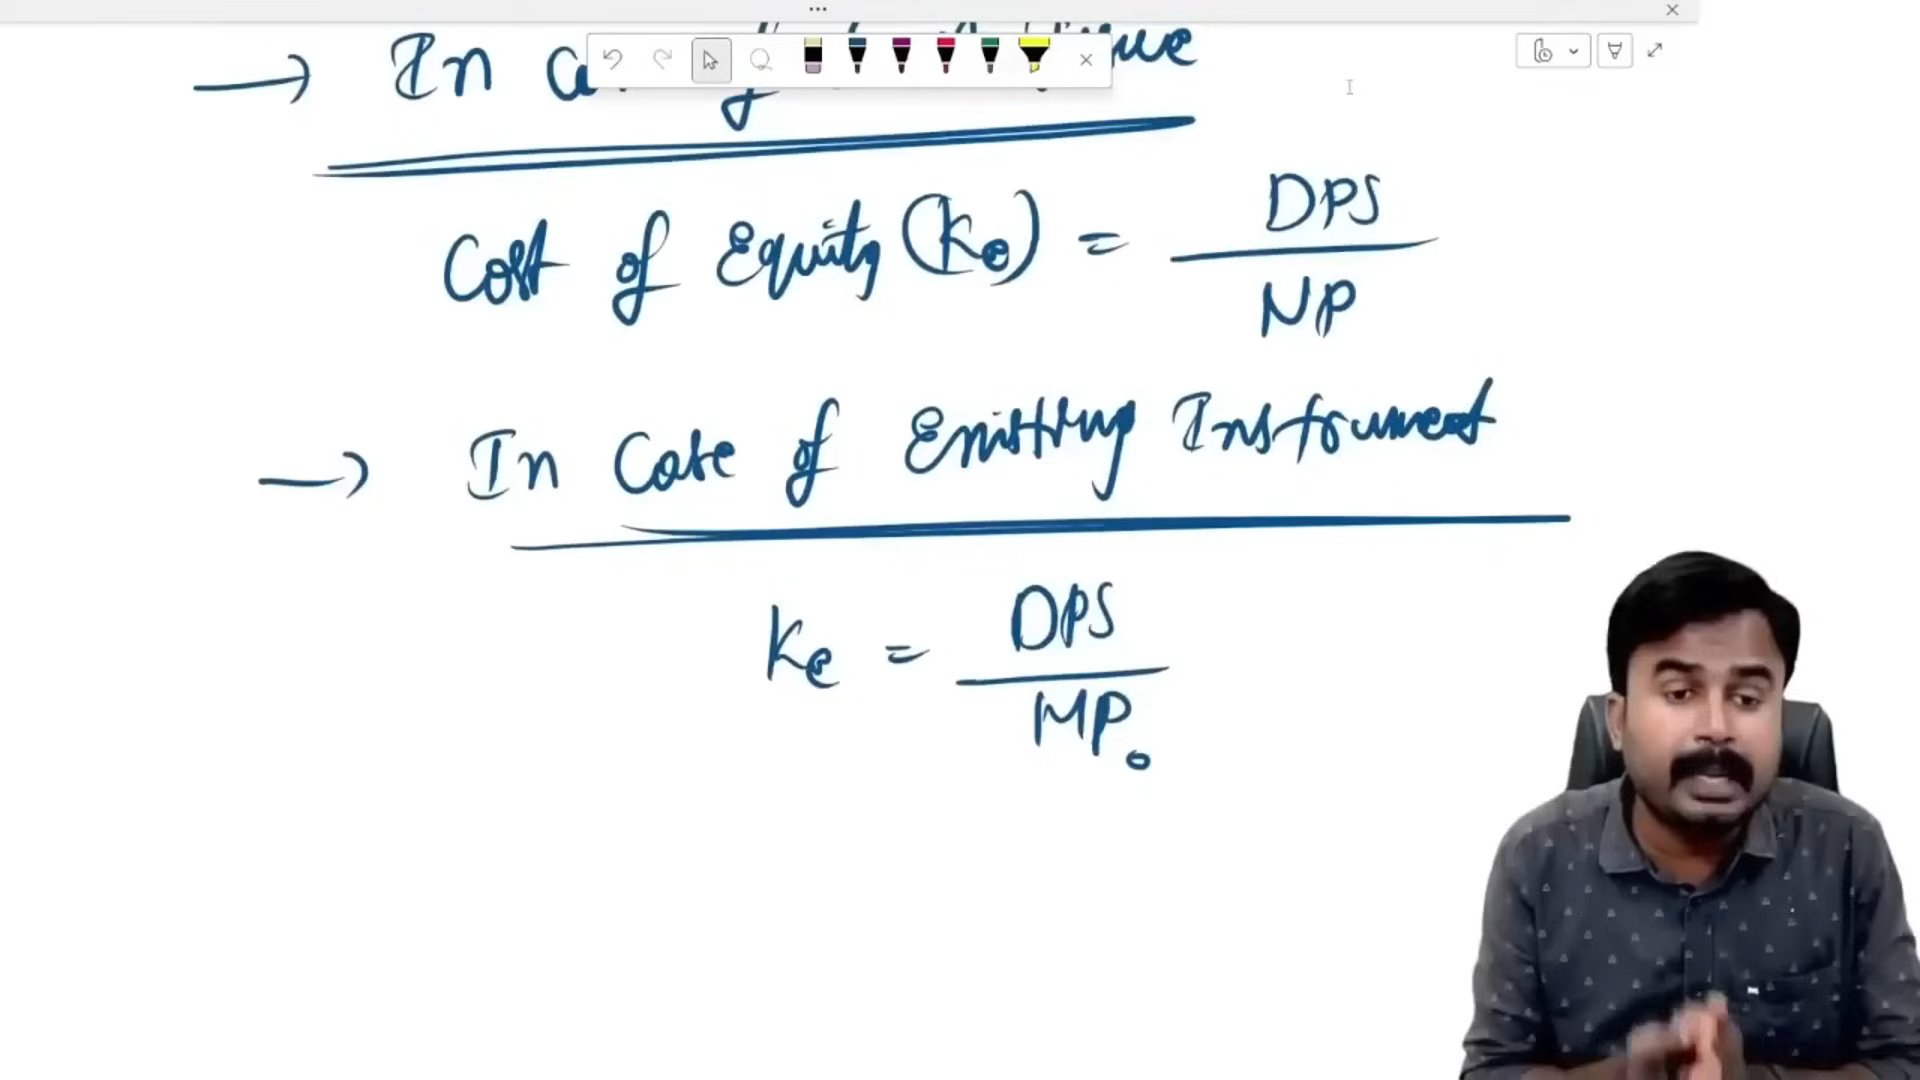 → In
Cost of Equity (Ke) = DPS / NP
→ In Case of Existing Instrument
Ke = DPS / MP₀